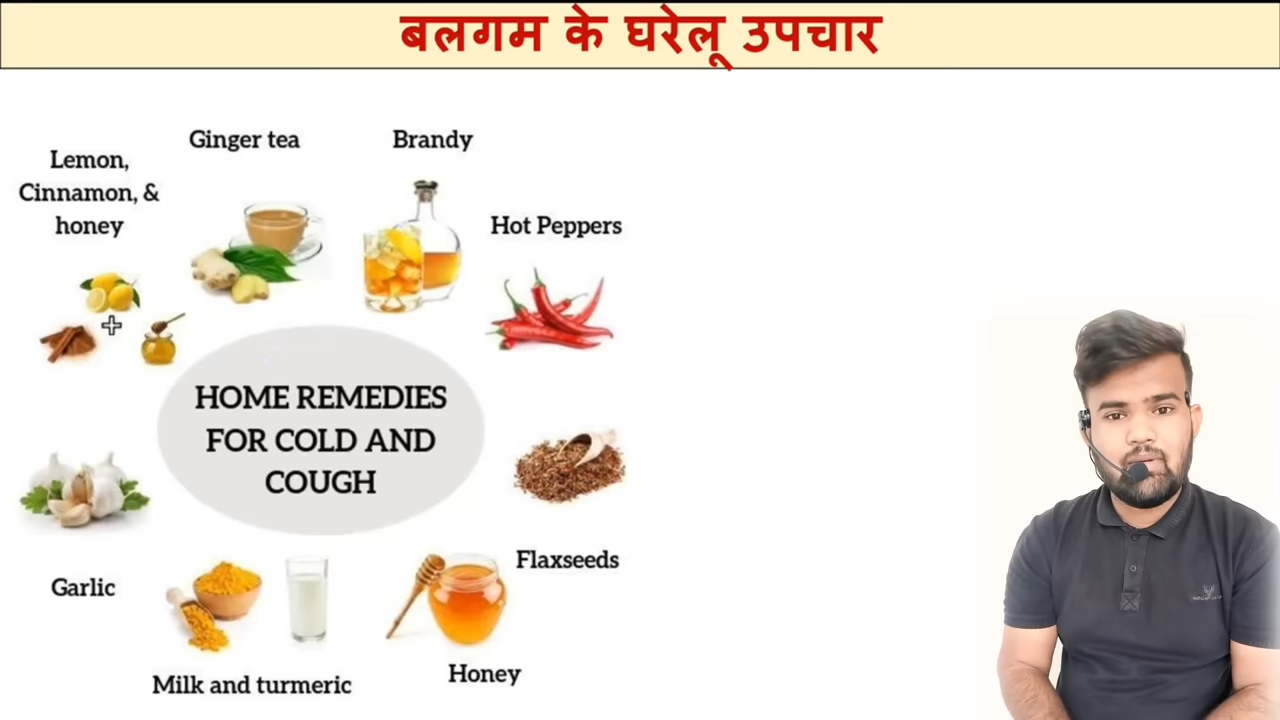 बलगम के घरेलू उपचार
Ginger tea
Brandy
Lemon,
Cinnamon, &
honey
Hot Peppers
HOME REMEDIES
FOR COLD AND
COUGH
Flaxseeds
Garlic
Honey
Milk and turmeric